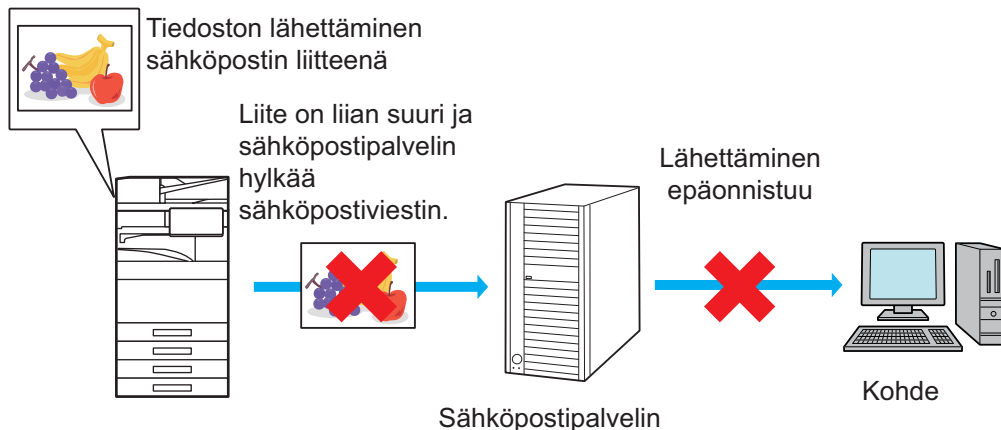 Tiedoston lähettäminen
sähköpostin liitteenä
Liite on liian suuri ja
sähköpostipalvelin
hylkää
sähköpostiviestin.
Lähettäminen
epäonnistuu
Sähköpostipalvelin
Kohde